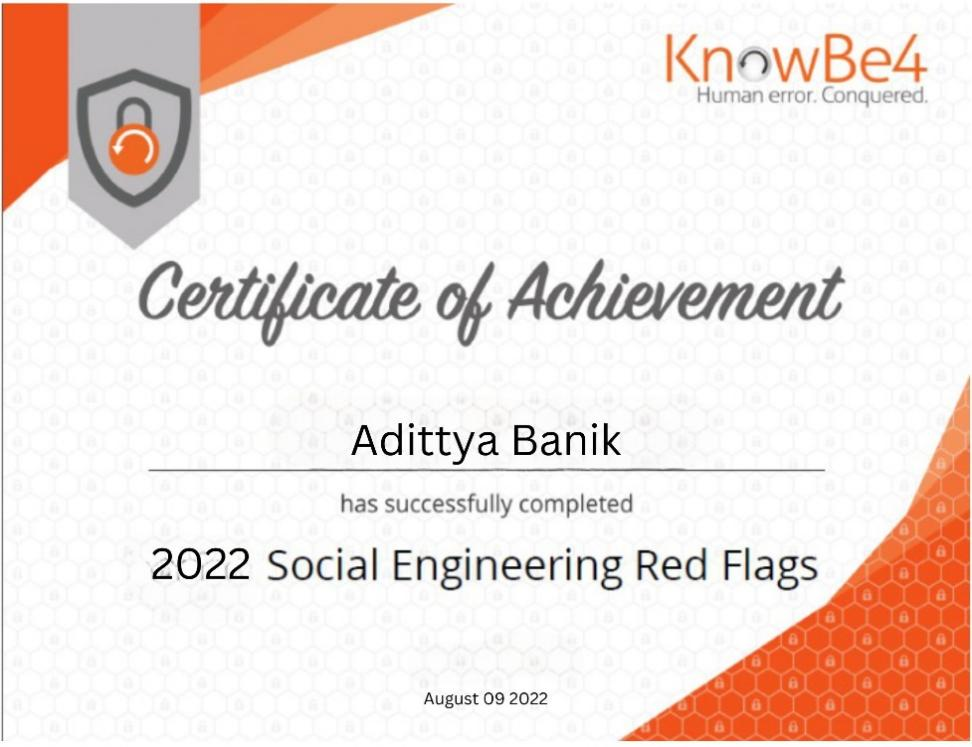 KnowBe4
Human error. Conquered.
Certificate of Achievement
Adittya Banik
has successfully completed
2022 Social Engineering Red Flags
August 09 2022